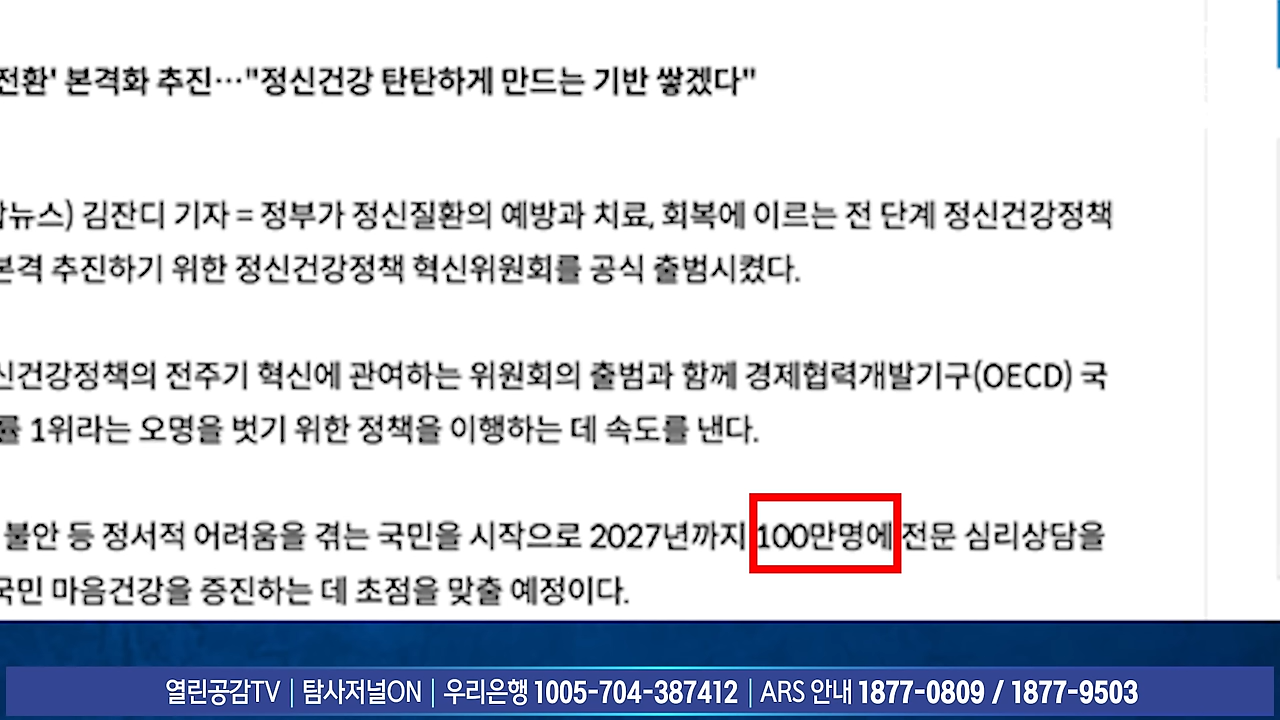 전환' 본격화 추진…"정신건강 탄탄하게 만드는 기반 쌓겠다"
뉴스) 김잔디 기자 = 정부가 정신질환의 예방과 치료, 회복에 이르는 전 단계 정신건강정책
본격 추진하기 위한 정신건강정책 혁신위원회를 공식 출범시켰다.
신건강정책의 전주기 혁신에 관여하는 위원회의 출범과 함께 경제협력개발기구(OECD) 국
률 1위라는 오명을 벗기 위한 정책을 이행하는 데 속도를 낸다.
불안 등 정서적 어려움을 겪는 국민을 시작으로 2027년까지 100만명에 전문 심리상담을
국민 마음건강을 증진하는 데 초점을 맞출 예정이다.
열린공감TV | 탐사저널ON | 우리은행 1005-704-387412 | ARS 안내 1877-0809 / 1877-9503